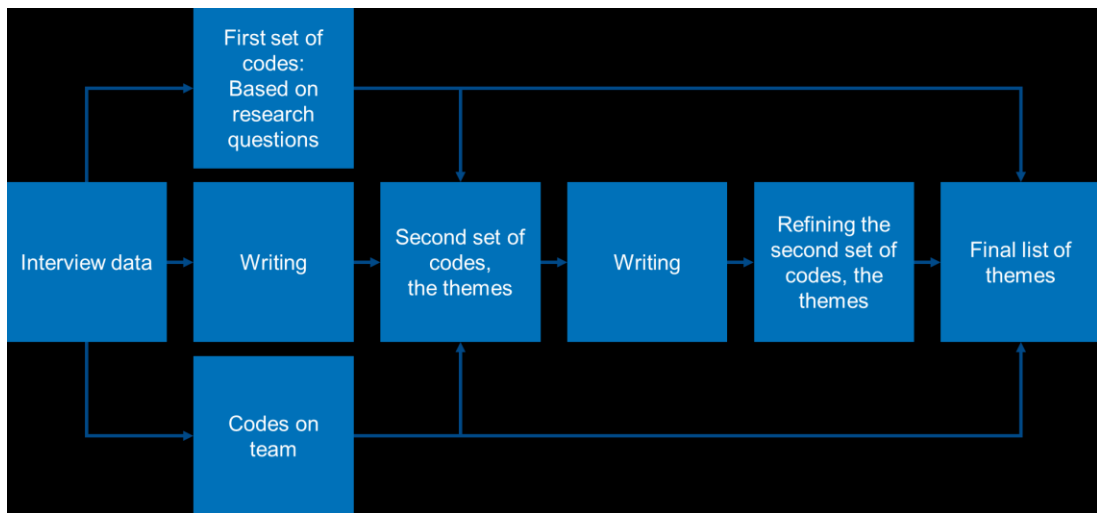 First set of
codes:
Based on
research
questions
Interview data
Writing
Second set of
codes,
the themes
Writing
Refining the
second set of
codes, the
themes
Final list of
themes
Codes on
team